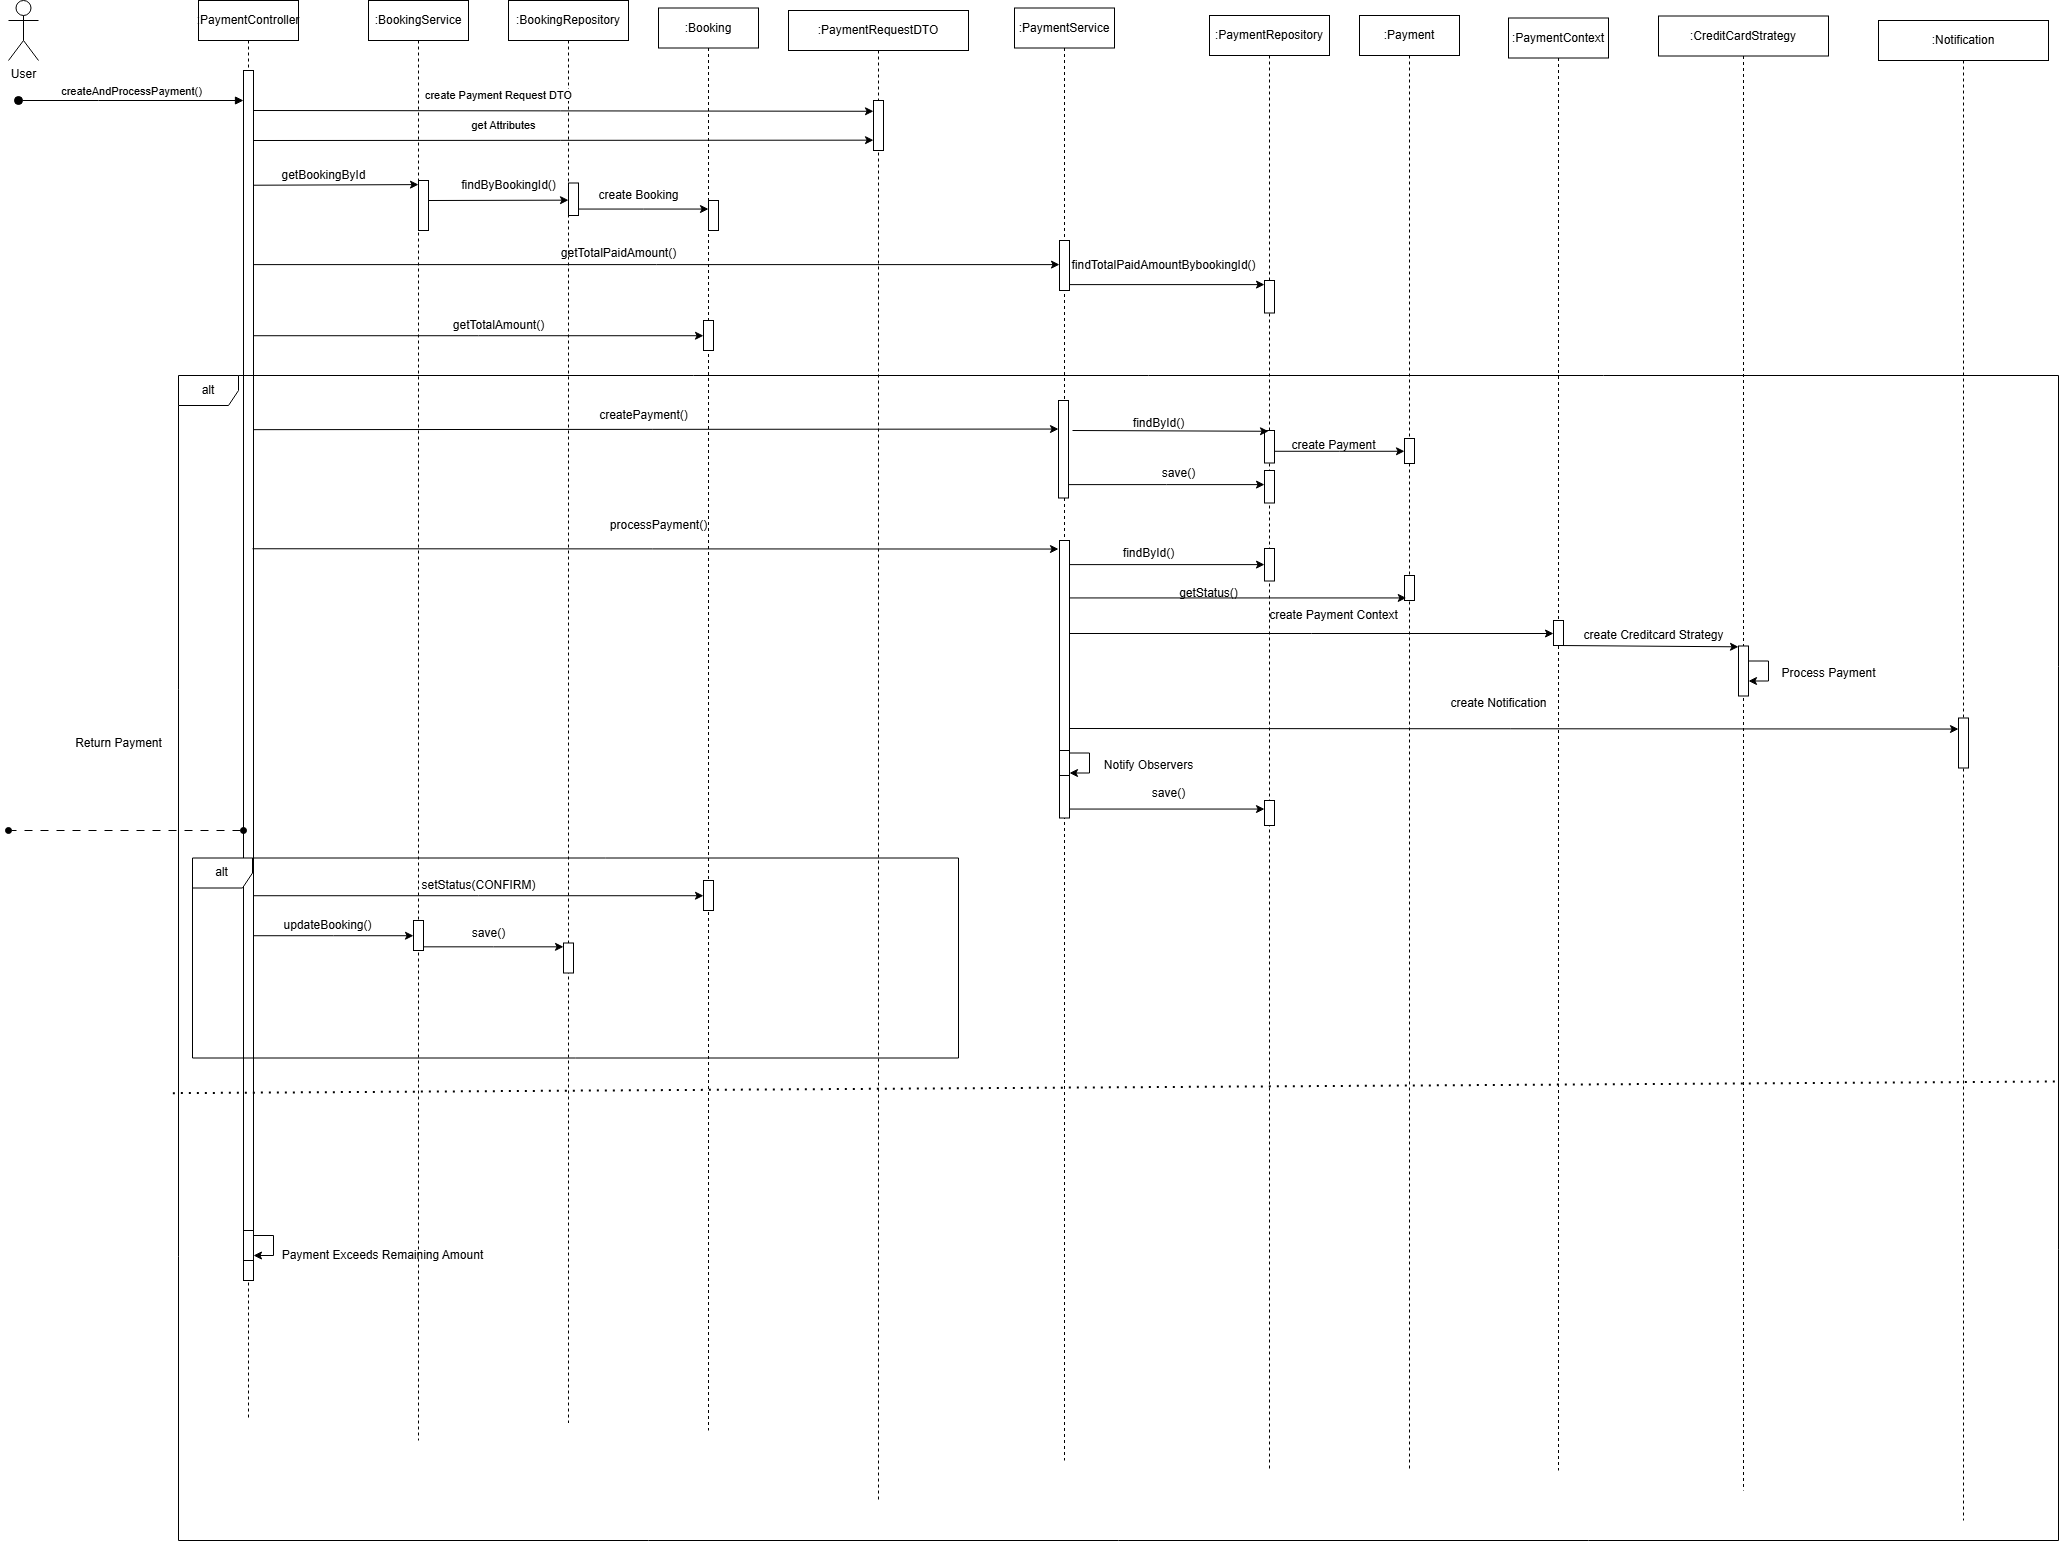 User
PaymentController
:BookingService
:BookingRepository
:Booking
:PaymentRequestDTO
:PaymentService
:PaymentRepository
:Payment
:PaymentContext
:CreditCardStrategy
:Notification
createAndProcessPayment()
create Payment Request DTO
get Attributes
getBookingById
findByBookingId()
create Booking
getTotalPaidAmount()
findTotalPaidAmountBybookingId()
getTotalAmount()
alt
createPayment()
findById()
create Payment
save()
processPayment()
findById()
getStatus()
create Payment Context
create Creditcard Strategy
Process Payment
create Notification
Return Payment
Notify Observers
save()
alt
setStatus(CONFIRM)
updateBooking()
save()
Payment Exceeds Remaining Amount